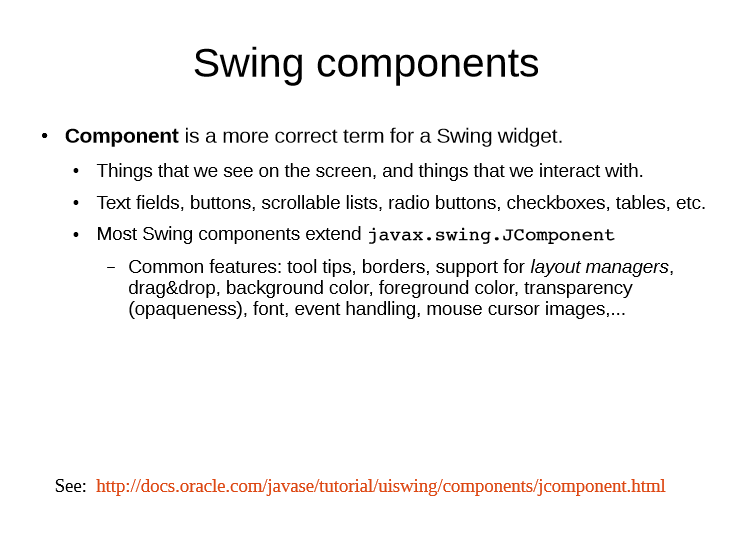 Swing components
• Component is a more correct term for a Swing widget.
• Things that we see on the screen, and things that we interact with.
• Text fields, buttons, scrollable lists, radio buttons, checkboxes, tables, etc.
• Most Swing components extend javax.swing.JComponent
– Common features: tool tips, borders, support for layout managers,
drag&drop, background color, foreground color, transparency
(opaqueness), font, event handling, mouse cursor images,...
See: http://docs.oracle.com/javase/tutorial/uiswing/components/jcomponent.html